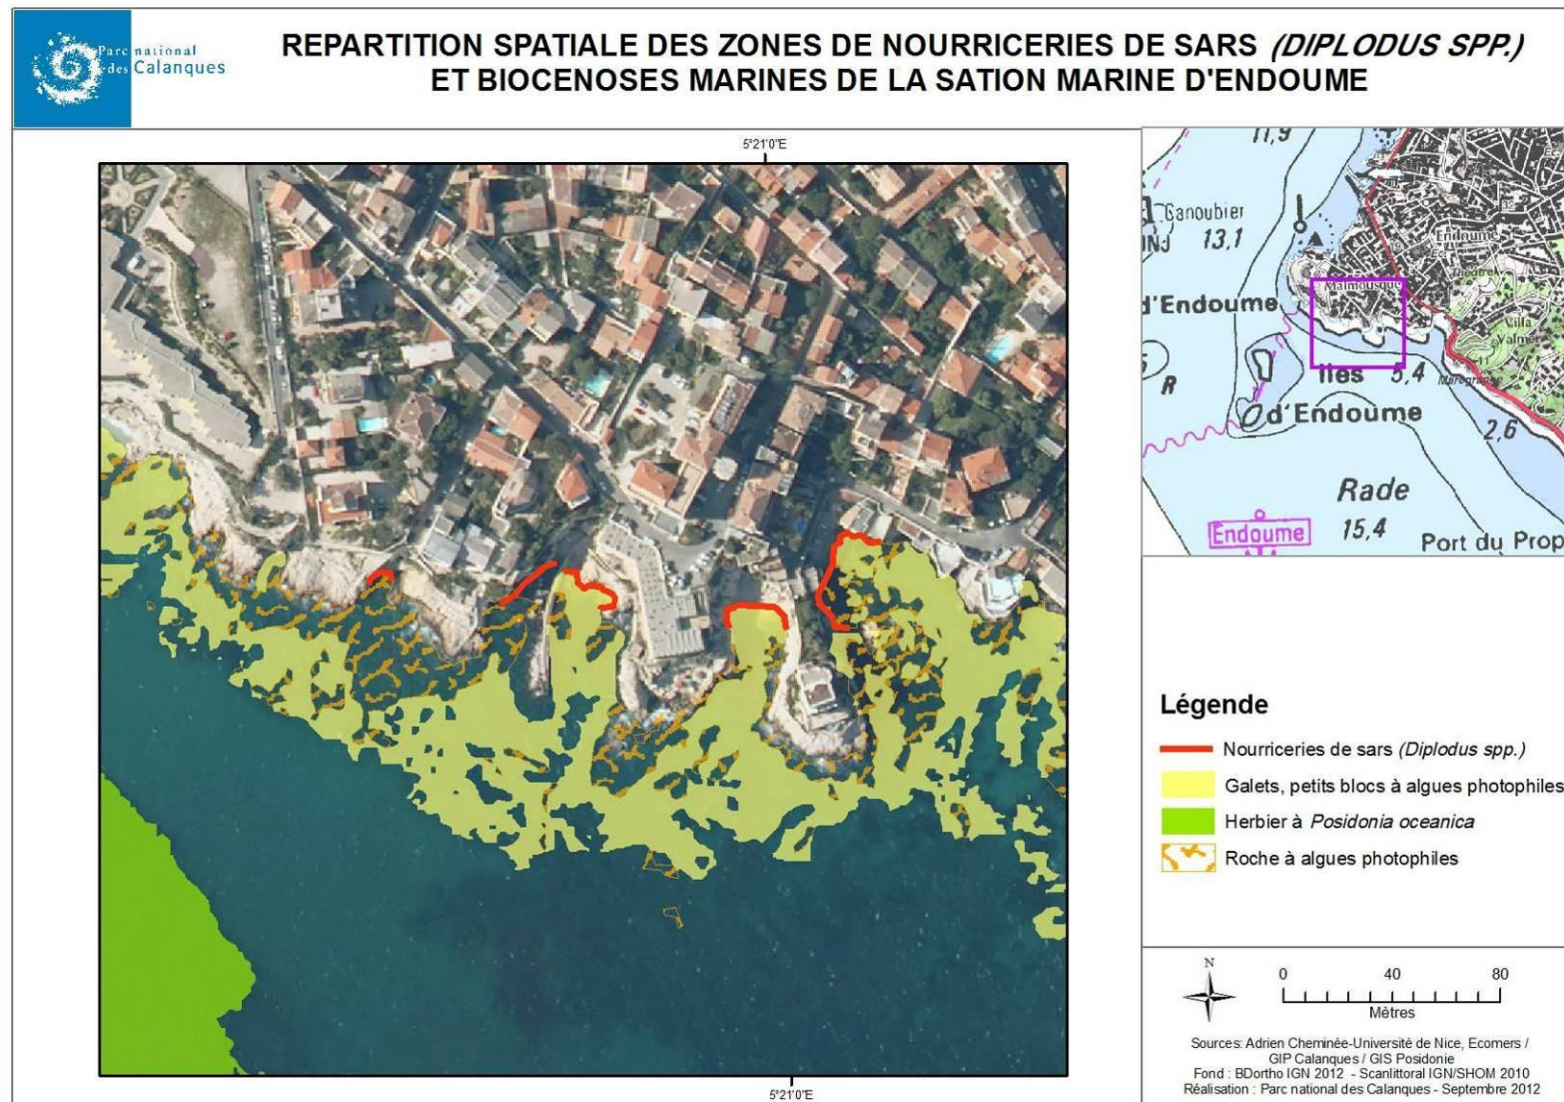 Parc national
des Calanques
REPARTITION SPATIALE DES ZONES DE NOURRICERIES DE SARS (DIPLODUS SPP.)
ET BIOCENOSES MARINES DE LA SATION MARINE D'ENDOUME
5°21'0"E
5°21'0"E
11,9
Canoubier
13,1
Endoume
Malmousque
d'Endoume
Villa
Valmer
R
Iles 5,4
d'Endoume
2,6
Rade
15,4
Endoume
Port du Prop
Légende
Nourriceries de sars (Diplodus spp.)
Galets, petits blocs à algues photophiles
Herbier à Posidonia oceanica
Roche à algues photophiles
N
0 40 80
Mètres
Sources: Adrien Cheminée-Université de Nice, Ecomers /
GIP Calanques / GIS Posidonie
Fond : BDortho IGN 2012 - Scanlittoral IGN/SHOM 2010
Réalisation : Parc national des Calanques - Septembre 2012